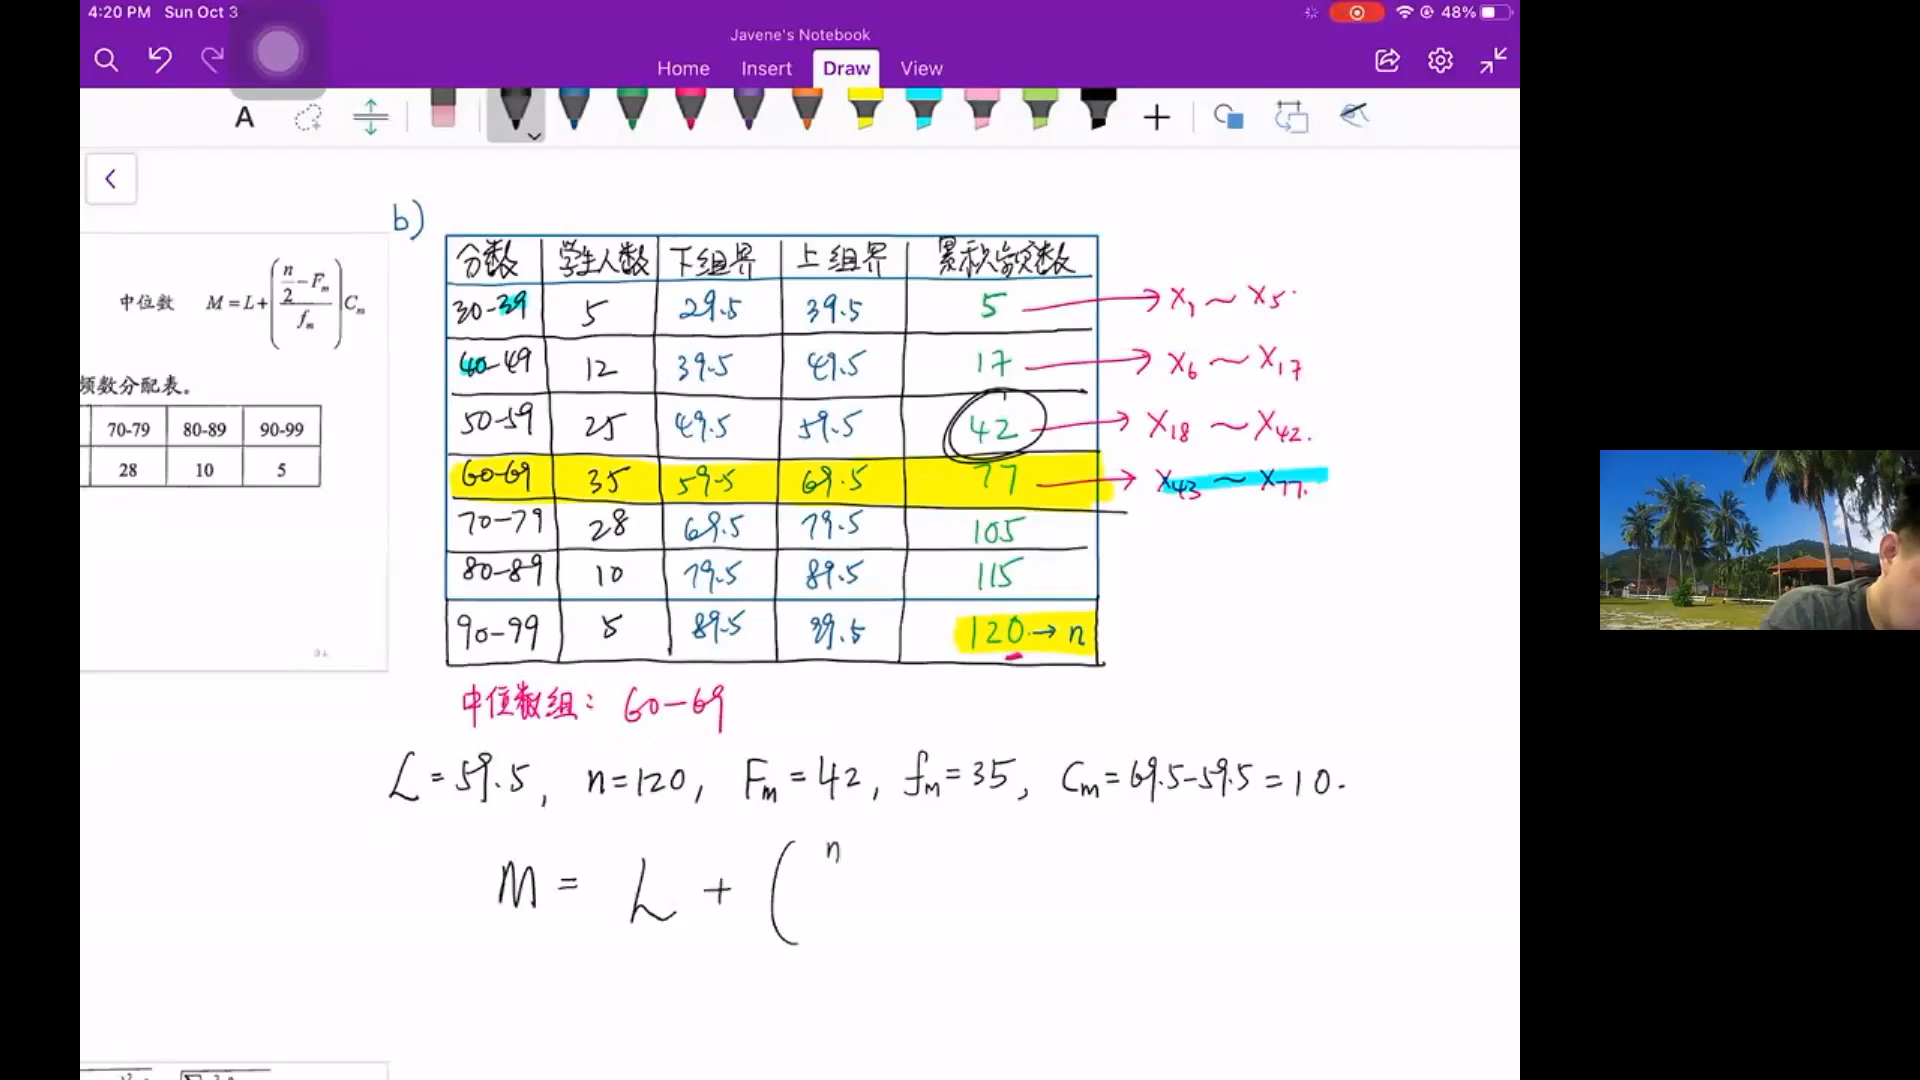 4:20 PM Sun Oct 3
48%
Javene's Notebook
Home Insert Draw View
A
b)
中位数 M = L + ( (n/2 − Fm) / fm ) Cm
频数分配表。
70-79 80-89 90-99
28 10 5
分数 学生人数 下组界 上组界 累积频数
30-39 5 29.5 39.5 5 → X1 ~ X5.
40-49 12 39.5 49.5 17 → X6 ~ X17
50-59 25 49.5 59.5 42 → X18 ~ X42.
60-69 35 59.5 69.5 77 → X43 ~ X77.
70-79 28 69.5 79.5 105
80-89 10 79.5 89.5 115
90-99 5 89.5 99.5 120 → n
中位数组: 60-69
L = 59.5, n = 120, Fm = 42, fm = 35, Cm = 69.5-59.5 = 10.
M = L + ( n